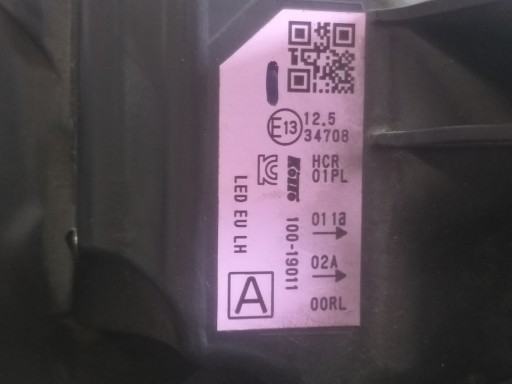 E13
12.5
34708
HCR
01PL
KOITO
100-19011
LED EU LH
011a
02A
00RL
A